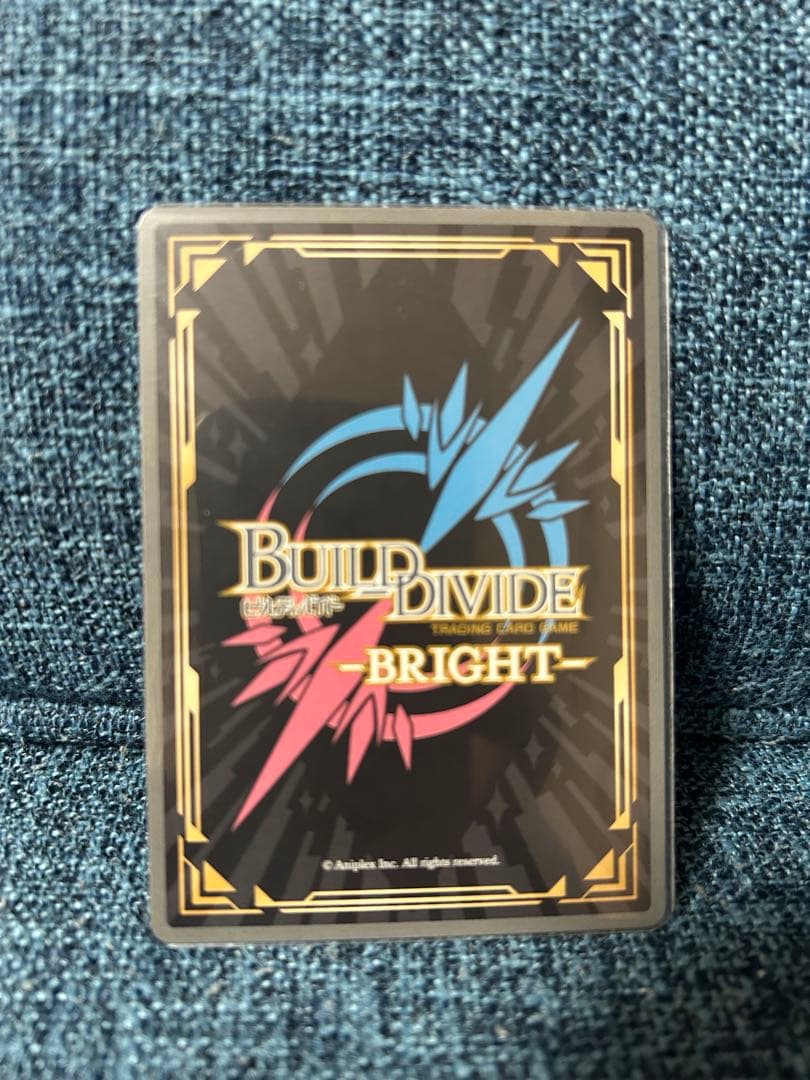 BUILD DIVIDE
ビルディバイド
TRADING CARD GAME
-BRIGHT-
© Aniplex Inc. All rights reserved.